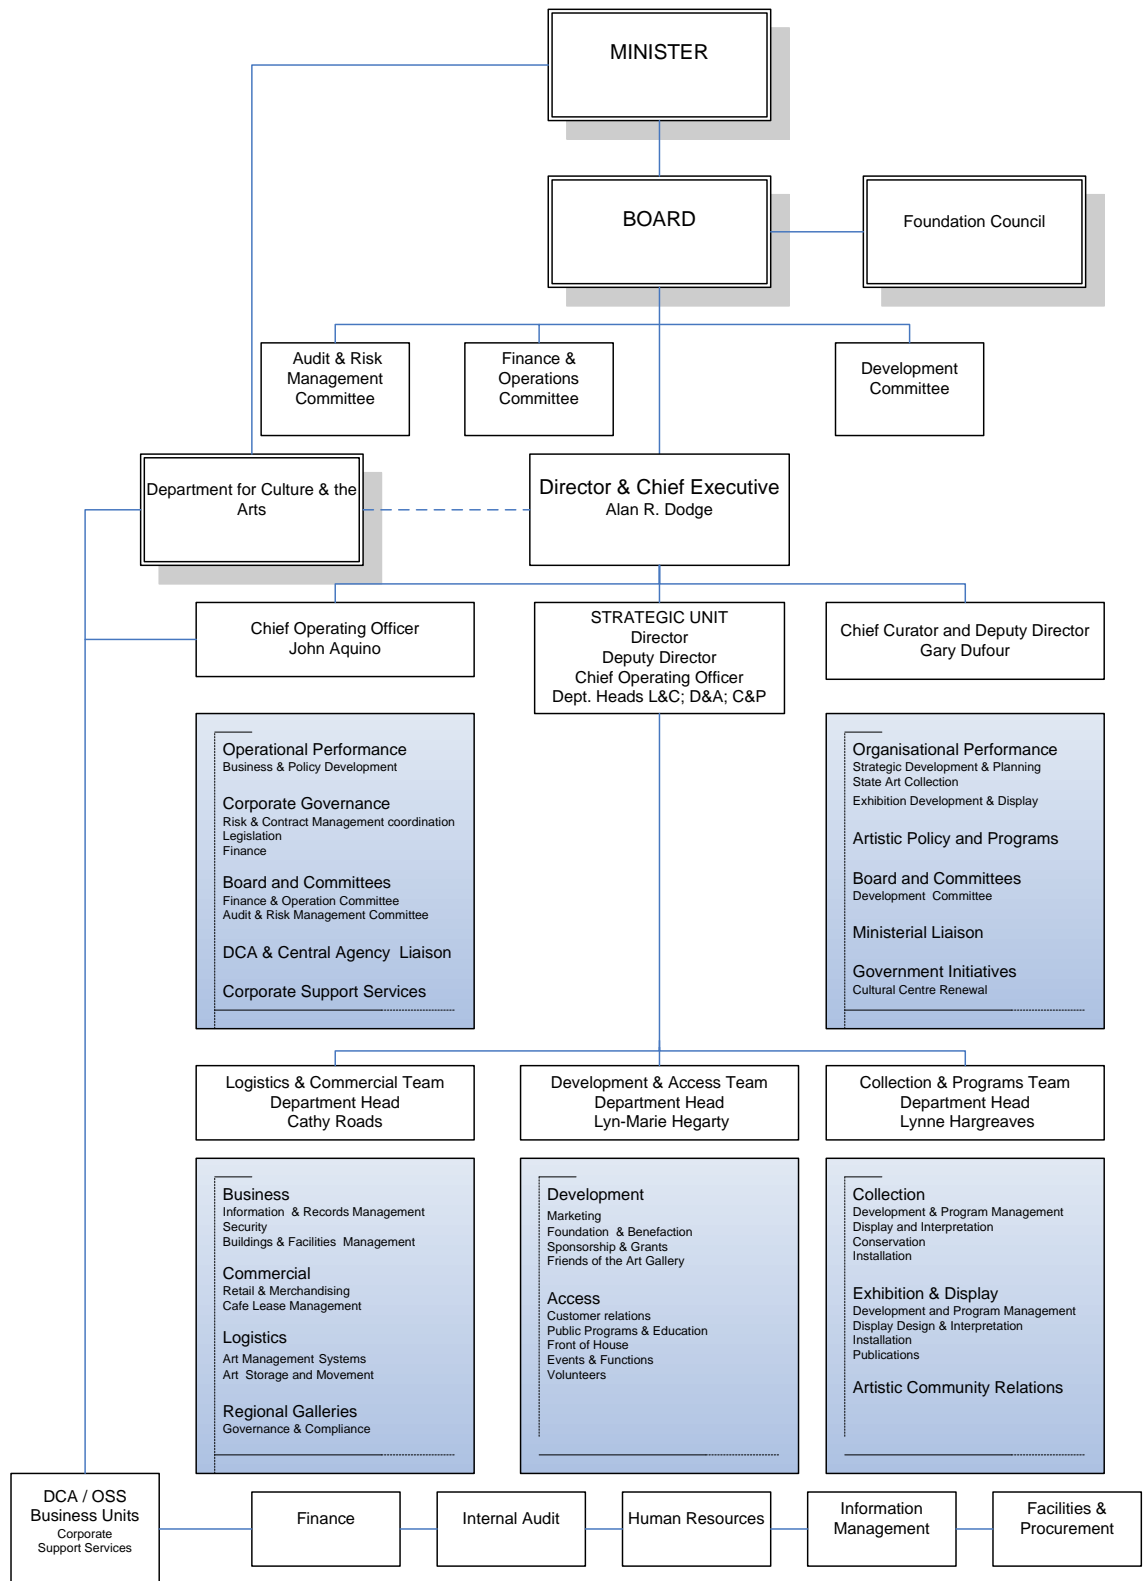 MINISTER
BOARD
Foundation Council
Audit & Risk
Management
Committee
Finance &
Operations
Committee
Development
Committee
Department for Culture & the
Arts
Director & Chief Executive
Alan R. Dodge
Chief Operating Officer
John Aquino
STRATEGIC UNIT
Director
Deputy Director
Chief Operating Officer
Dept. Heads L&C; D&A; C&P
Chief Curator and Deputy Director
Gary Dufour
Operational Performance
Business & Policy Development
Corporate Governance
Risk & Contract Management coordination
Legislation
Finance
Board and Committees
Finance & Operation Committee
Audit & Risk Management Committee
DCA & Central Agency Liaison
Corporate Support Services
Organisational Performance
Strategic Development & Planning
State Art Collection
Exhibition Development & Display
Artistic Policy and Programs
Board and Committees
Development Committee
Ministerial Liaison
Government Initiatives
Cultural Centre Renewal
Logistics & Commercial Team
Department Head
Cathy Roads
Development & Access Team
Department Head
Lyn-Marie Hegarty
Collection & Programs Team
Department Head
Lynne Hargreaves
Business
Information & Records Management
Security
Buildings & Facilities Management
Commercial
Retail & Merchandising
Cafe Lease Management
Logistics
Art Management Systems
Art Storage and Movement
Regional Galleries
Governance & Compliance
Development
Marketing
Foundation & Benefaction
Sponsorship & Grants
Friends of the Art Gallery
Access
Customer relations
Public Programs & Education
Front of House
Events & Functions
Volunteers
Collection
Development & Program Management
Display and Interpretation
Conservation
Installation
Exhibition & Display
Development and Program Management
Display Design & Interpretation
Installation
Publications
Artistic Community Relations
DCA / OSS
Business Units
Corporate
Support Services
Finance
Internal Audit
Human Resources
Information
Management
Facilities &
Procurement